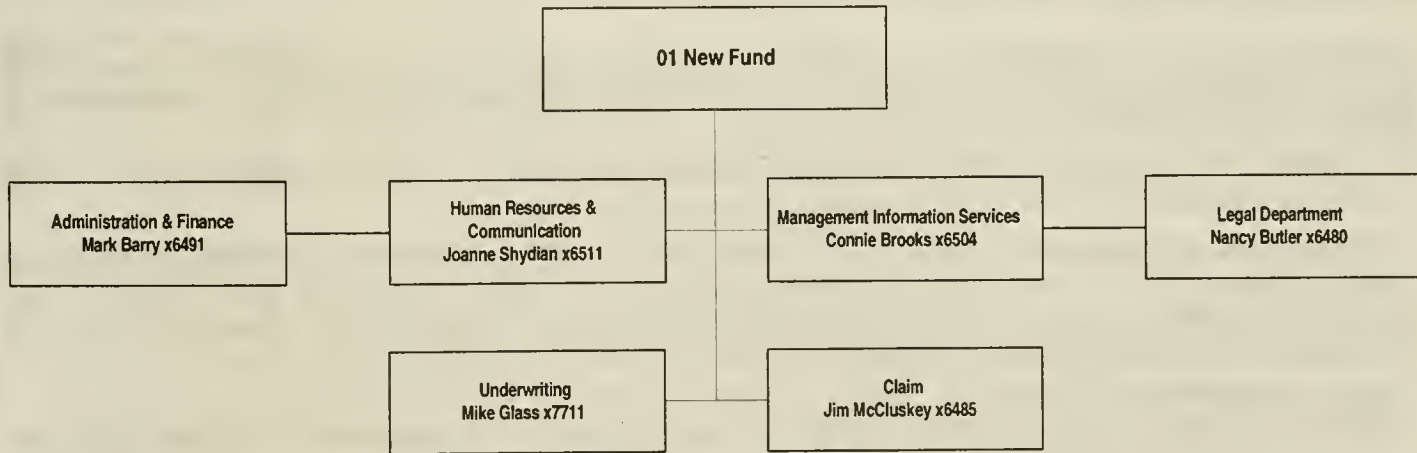 01 New Fund
Administration & Finance
Mark Barry x6491
Human Resources &
Communication
Joanne Shydian x6511
Management Information Services
Connie Brooks x6504
Legal Department
Nancy Butler x6480
Underwriting
Mike Glass x7711
Claim
Jim McCluskey x6485